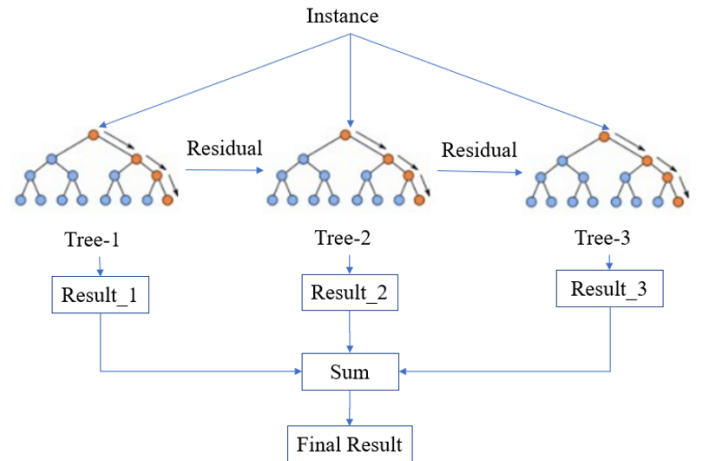 Instance
Residual
Residual
Tree-1
Tree-2
Tree-3
Result_1
Result_2
Result_3
Sum
Final Result